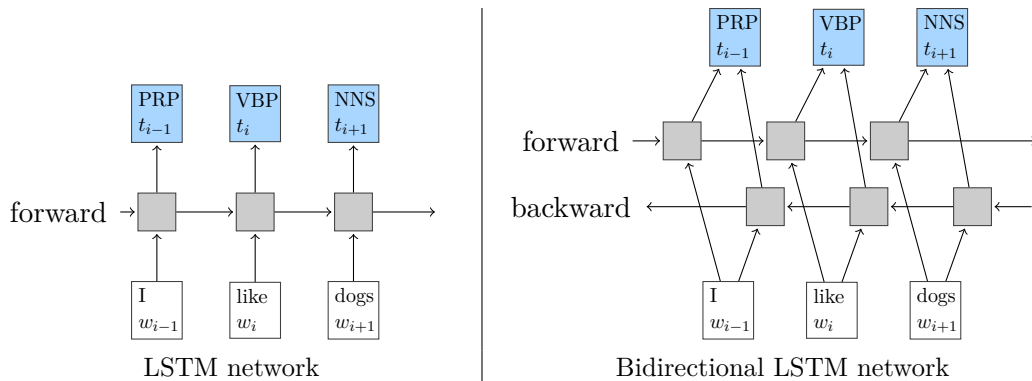 PRP VBP NNS
t_{i−1} t_i t_{i+1}
forward
I like dogs
w_{i−1} w_i w_{i+1}
LSTM network
PRP VBP NNS
t_{i−1} t_i t_{i+1}
forward
backward
I like dogs
w_{i−1} w_i w_{i+1}
Bidirectional LSTM network